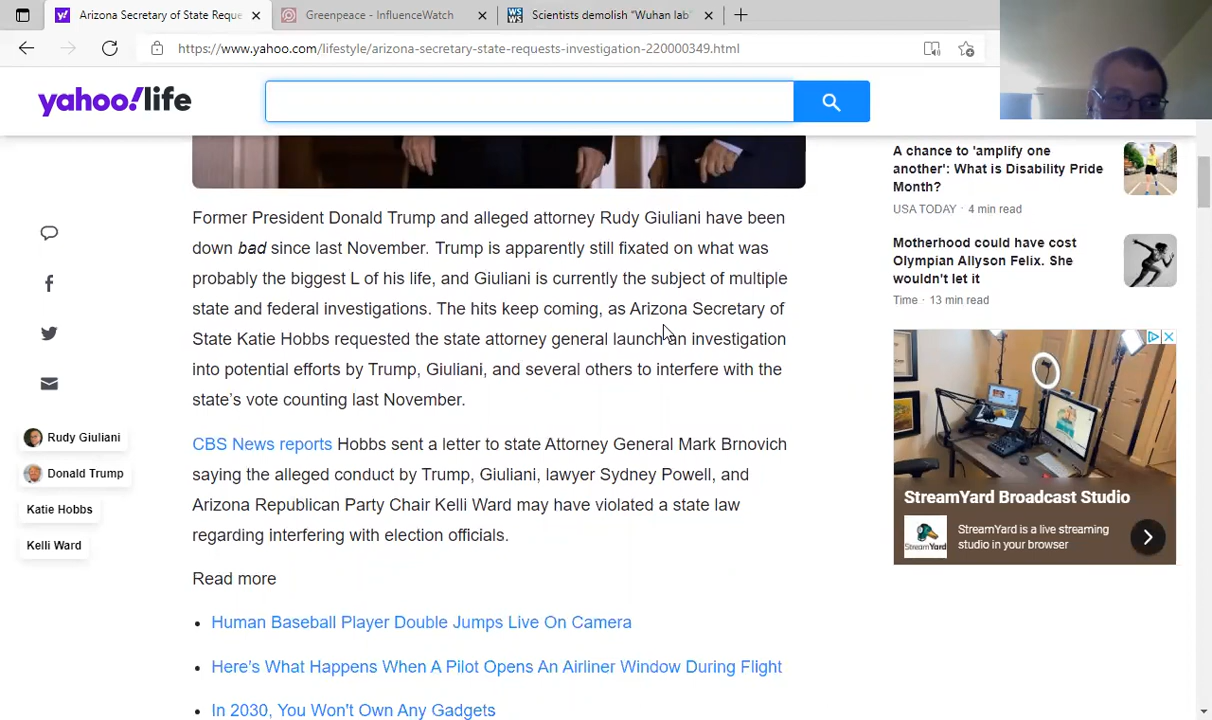 Arizona Secretary of State Reque
Greenpeace - InfluenceWatch
WS
WS
Scientists demolish "Wuhan lab"
https://www.yahoo.com/lifestyle/arizona-secretary-state-requests-investigation-220000349.html
yahoo!life
Former President Donald Trump and alleged attorney Rudy Giuliani have been
down bad since last November. Trump is apparently still fixated on what was
probably the biggest L of his life, and Giuliani is currently the subject of multiple
state and federal investigations. The hits keep coming, as Arizona Secretary of
State Katie Hobbs requested the state attorney general launch an investigation
into potential efforts by Trump, Giuliani, and several others to interfere with the
state's vote counting last November.
CBS News reports Hobbs sent a letter to state Attorney General Mark Brnovich
saying the alleged conduct by Trump, Giuliani, lawyer Sydney Powell, and
Arizona Republican Party Chair Kelli Ward may have violated a state law
regarding interfering with election officials.
Read more
Human Baseball Player Double Jumps Live On Camera
Here's What Happens When A Pilot Opens An Airliner Window During Flight
In 2030, You Won't Own Any Gadgets
Rudy Giuliani
Donald Trump
Katie Hobbs
Kelli Ward
A chance to 'amplify one
another': What is Disability Pride
Month?
USA TODAY · 4 min read
Motherhood could have cost
Olympian Allyson Felix. She
wouldn't let it
Time · 13 min read
StreamYard Broadcast Studio
StreamYard
StreamYard is a live streaming
studio in your browser